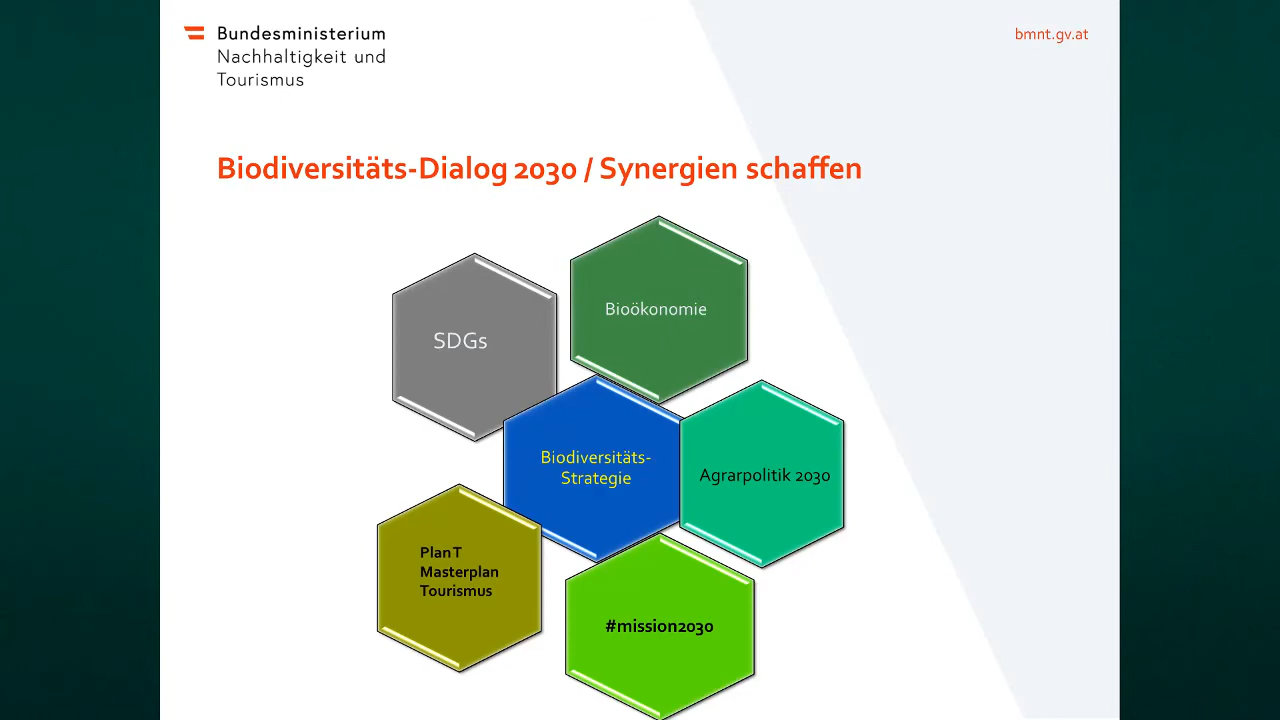 Bundesministerium
Nachhaltigkeit und
Tourismus
bmnt.gv.at
Biodiversitäts-Dialog 2030 / Synergien schaffen
Bioökonomie
SDGs
Biodiversitäts-
Strategie
Agrarpolitik 2030
Plan T
Masterplan
Tourismus
#mission2030